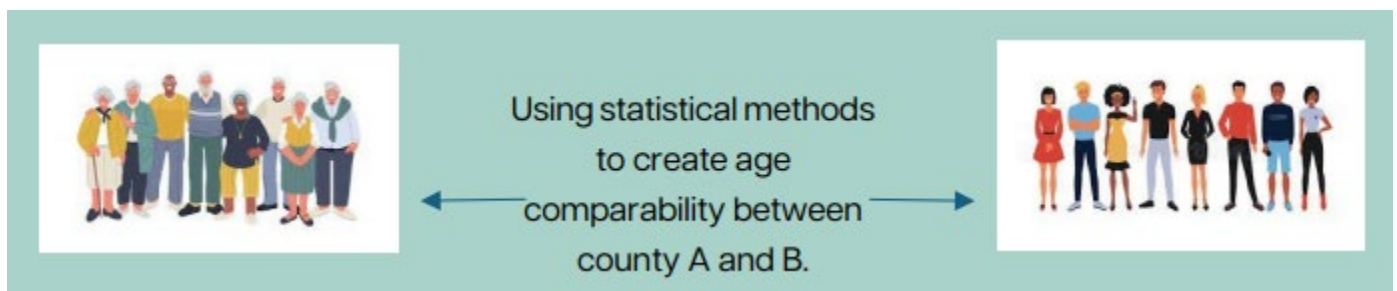 Using statistical methods
to create age
comparability between
county A and B.